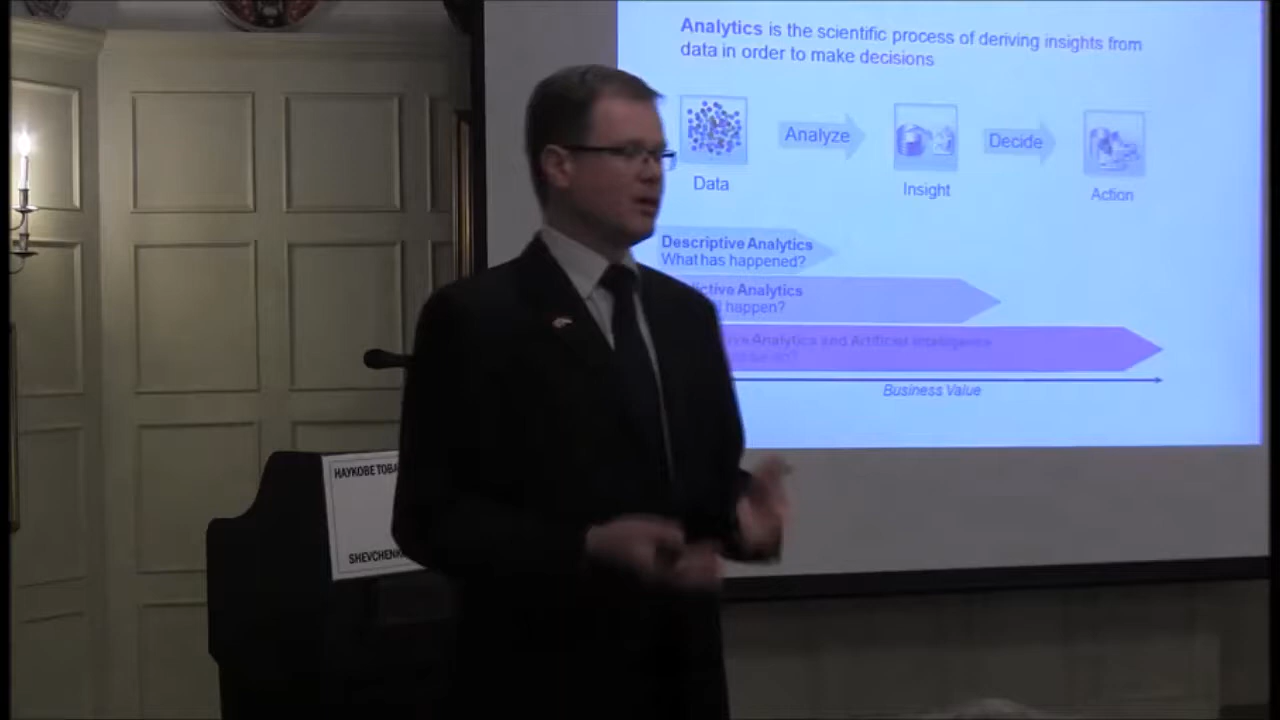 Analytics is the scientific process of deriving insights from
data in order to make decisions
Analyze
Decide
Data
Insight
Action
Descriptive Analytics
What has happened?
Analytics
happen?
Analytics and Artificial Intelligence
Business Value
НАУКОВЕ ТОВА
SHEVCHENK